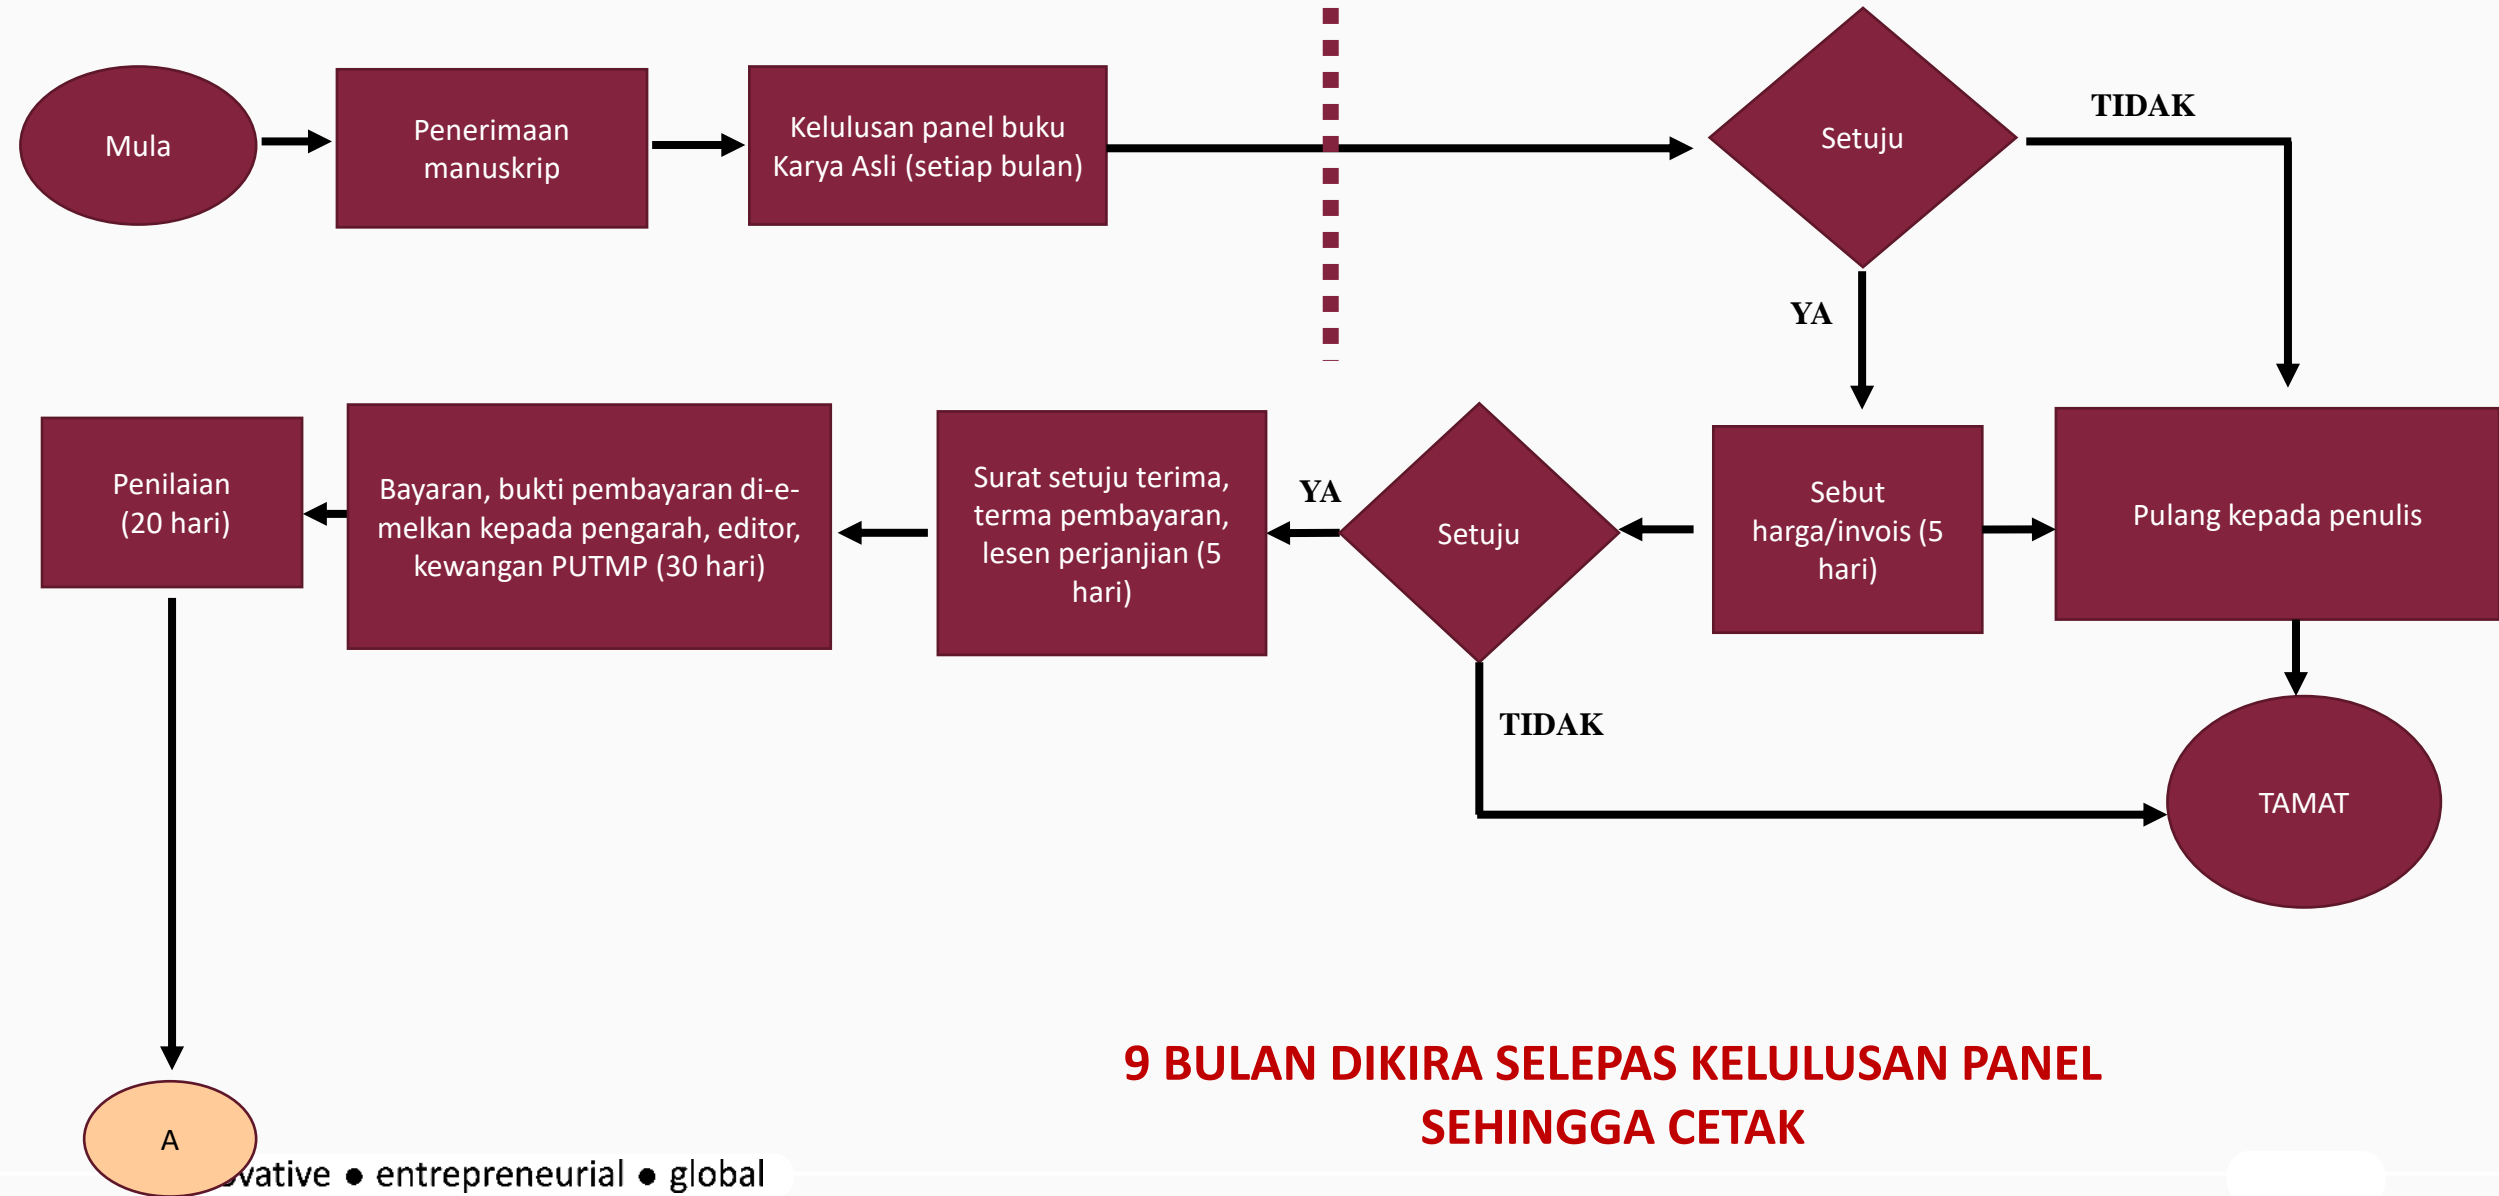 Mula
Penerimaan
manuskrip
Kelulusan panel buku
Karya Asli (setiap bulan)
Setuju
TIDAK
YA
Penilaian
(20 hari)
Bayaran, bukti pembayaran di-e-
melkan kepada pengarah, editor,
kewangan PUTMP (30 hari)
Surat setuju terima,
terma pembayaran,
lesen perjanjian (5
hari)
YA
Setuju
Sebut
harga/invois (5
hari)
Pulang kepada penulis
TIDAK
TAMAT
9 BULAN DIKIRA SELEPAS KELULUSAN PANEL
SEHINGGA CETAK
A
● entrepreneurial ● global